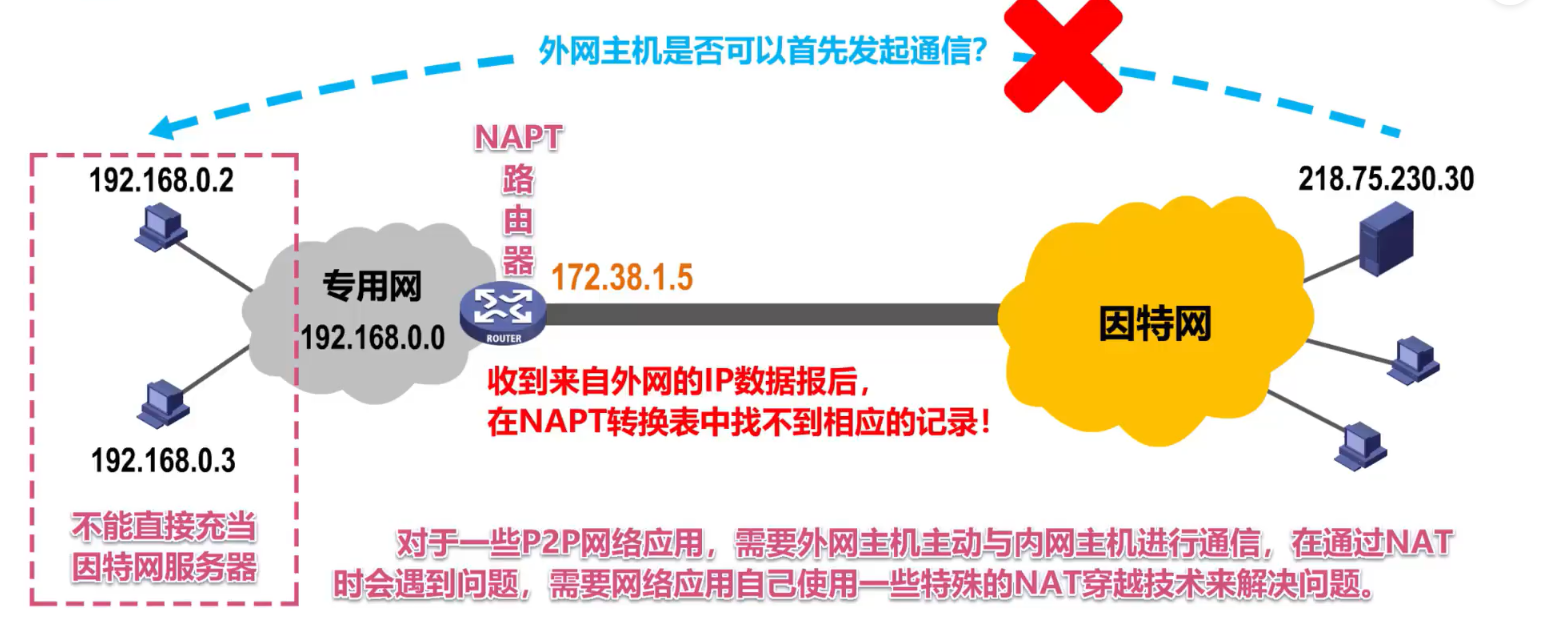 外网主机是否可以首先发起通信?
NAPT
路
由
器
192.168.0.2
218.75.230.30
172.38.1.5
专用网
192.168.0.0
ROUTER
因特网
收到来自外网的IP数据报后，
在NAPT转换表中找不到相应的记录！
192.168.0.3
不能直接充当
因特网服务器
对于一些P2P网络应用，需要外网主机主动与内网主机进行通信，在通过NAT
时会遇到问题，需要网络应用自己使用一些特殊的NAT穿越技术来解决问题。